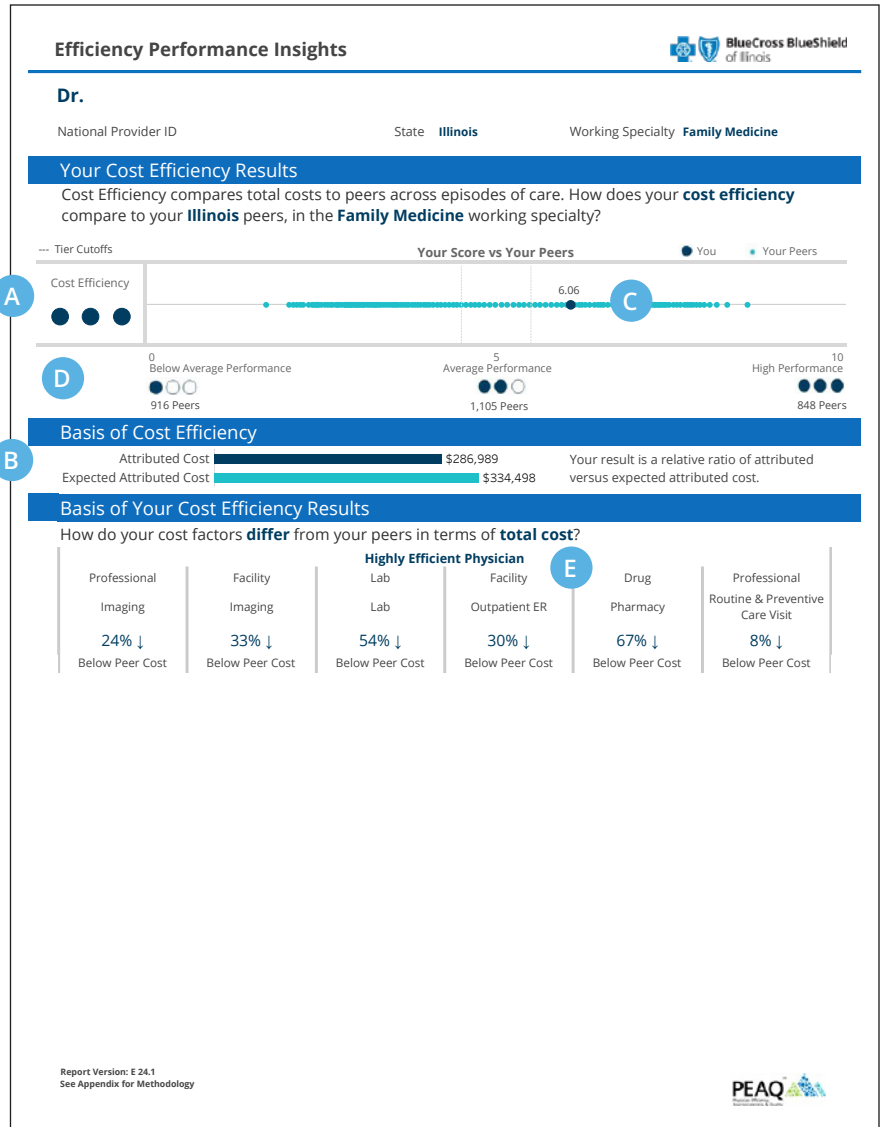 Efficiency Performance Insights
BlueCross BlueShield
of Illinois
Dr.
National Provider ID State Illinois Working Specialty Family Medicine
Your Cost Efficiency Results
Cost Efficiency compares total costs to peers across episodes of care. How does your cost efficiency
compare to your Illinois peers, in the Family Medicine working specialty?
--- Tier Cutoffs Your Score vs Your Peers You Your Peers
A
Cost Efficiency
6.06
C
D
0 5 10
Below Average Performance Average Performance High Performance
916 Peers 1,105 Peers 848 Peers
Basis of Cost Efficiency
B
Attributed Cost $286,989
Expected Attributed Cost $334,498
Your result is a relative ratio of attributed
versus expected attributed cost.
Basis of Your Cost Efficiency Results
How do your cost factors differ from your peers in terms of total cost?
Highly Efficient Physician
E
Professional Facility Lab Facility Drug Professional
Imaging Imaging Lab Outpatient ER Pharmacy Routine & Preventive
Care Visit
24% ↓ 33% ↓ 54% ↓ 30% ↓ 67% ↓ 8% ↓
Below Peer Cost Below Peer Cost Below Peer Cost Below Peer Cost Below Peer Cost Below Peer Cost
Report Version: E 24.1
See Appendix for Methodology
PEAQ